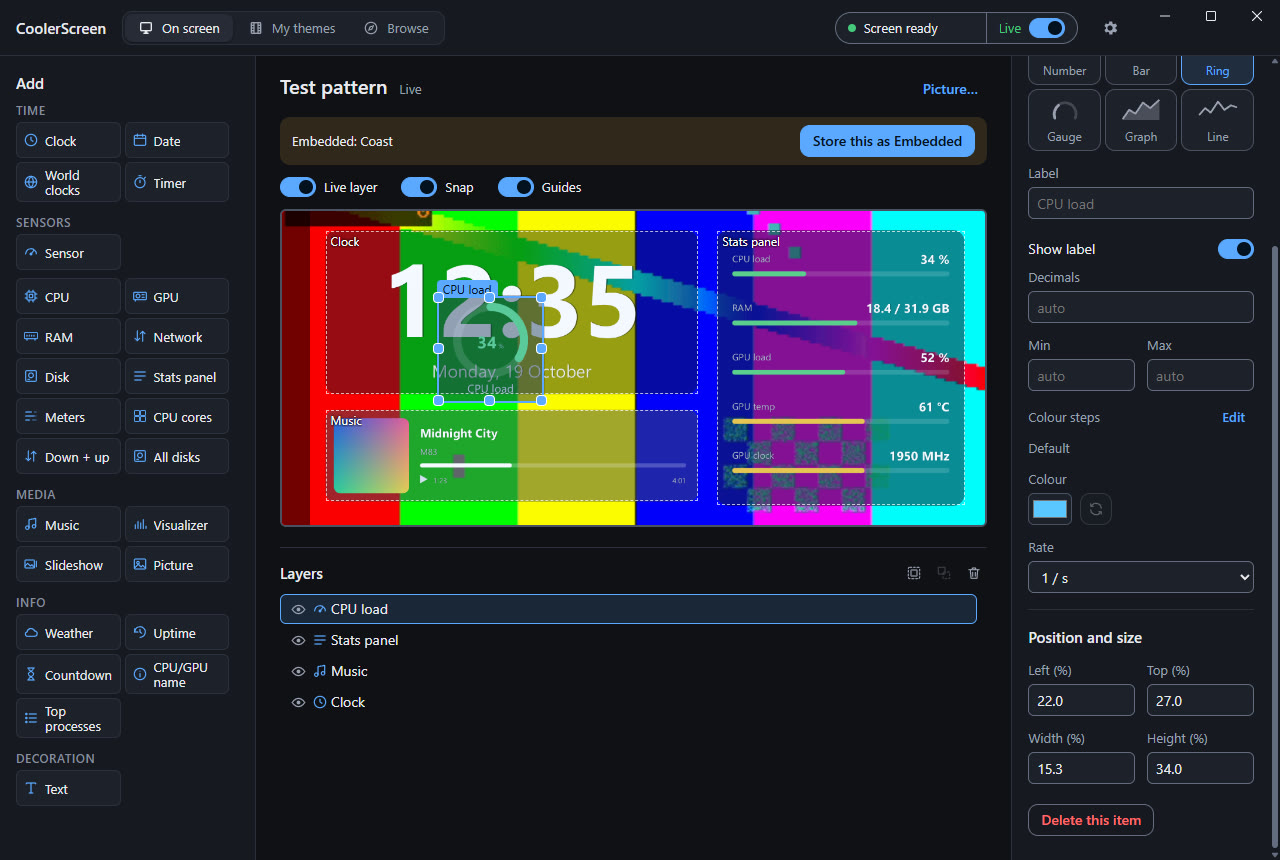 CoolerScreen
On screen
My themes
Browse
Screen ready
Live
Add
TIME
Clock
Date
World clocks
Timer
SENSORS
Sensor
CPU
GPU
RAM
Network
Disk
Stats panel
Meters
CPU cores
Down + up
All disks
MEDIA
Music
Visualizer
Slideshow
Picture
INFO
Weather
Uptime
Countdown
CPU/GPU name
Top processes
DECORATION
Text
Test pattern
Live
Picture...
Embedded: Coast
Store this as Embedded
Live layer
Snap
Guides
Clock
12:35
CPU load
34 %
Monday, 19 October
CPU load
Music
Midnight City
M83
1:23
4:01
Stats panel
CPU load
34 %
RAM
18.4 / 31.9 GB
GPU load
52 %
GPU temp
61 °C
GPU clock
1950 MHz
Layers
CPU load
Stats panel
Music
Clock
Number
Bar
Ring
Gauge
Graph
Line
Label
CPU load
Show label
Decimals
auto
Min
Max
auto
auto
Colour steps
Edit
Default
Colour
Rate
1 / s
Position and size
Left (%)
Top (%)
22.0
27.0
Width (%)
Height (%)
15.3
34.0
Delete this item